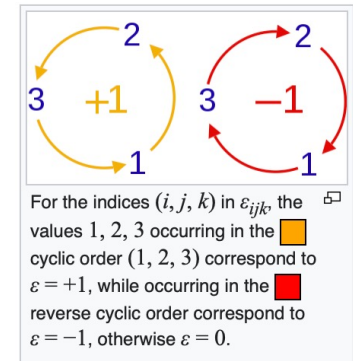 2 2
3 +1 3 −1
1 1
For the indices (i, j, k) in εijk, the
values 1, 2, 3 occurring in the
cyclic order (1, 2, 3) correspond to
ε = +1, while occurring in the
reverse cyclic order correspond to
ε = −1, otherwise ε = 0.